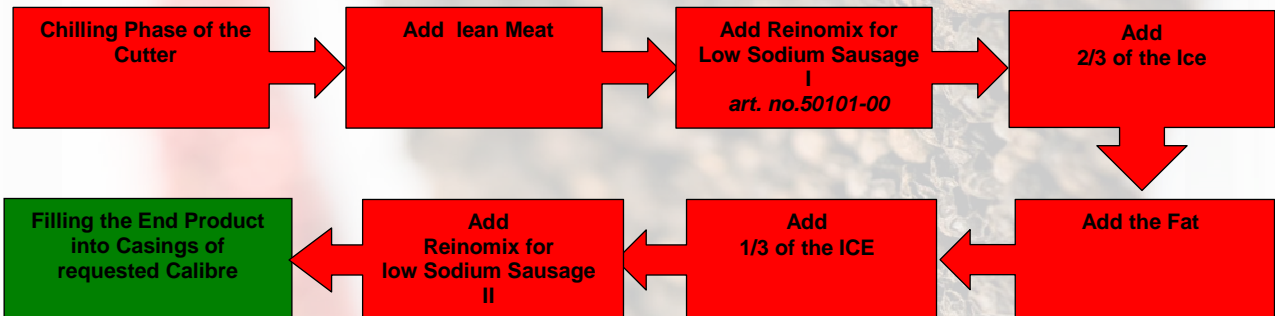 Chilling Phase of the
Cutter
Add lean Meat
Add Reinomix for
Low Sodium Sausage
I
art. no.50101-00
Add
2/3 of the Ice
Add the Fat
Add
1/3 of the ICE
Add
Reinomix for
low Sodium Sausage
II
Filling the End Product
into Casings of
requested Calibre